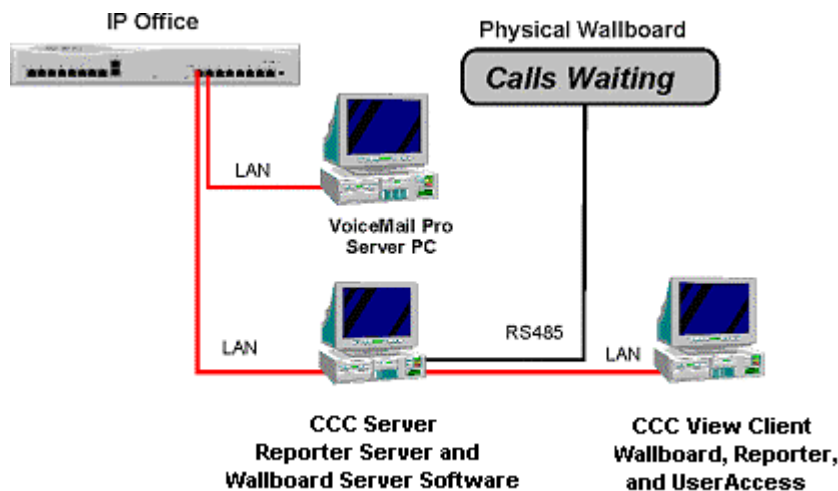 IP Office
Physical Wallboard
Calls Waiting
LAN
VoiceMail Pro
Server PC
RS485
LAN
LAN
CCC Server
Reporter Server and
Wallboard Server Software
CCC View Client
Wallboard, Reporter,
and UserAccess